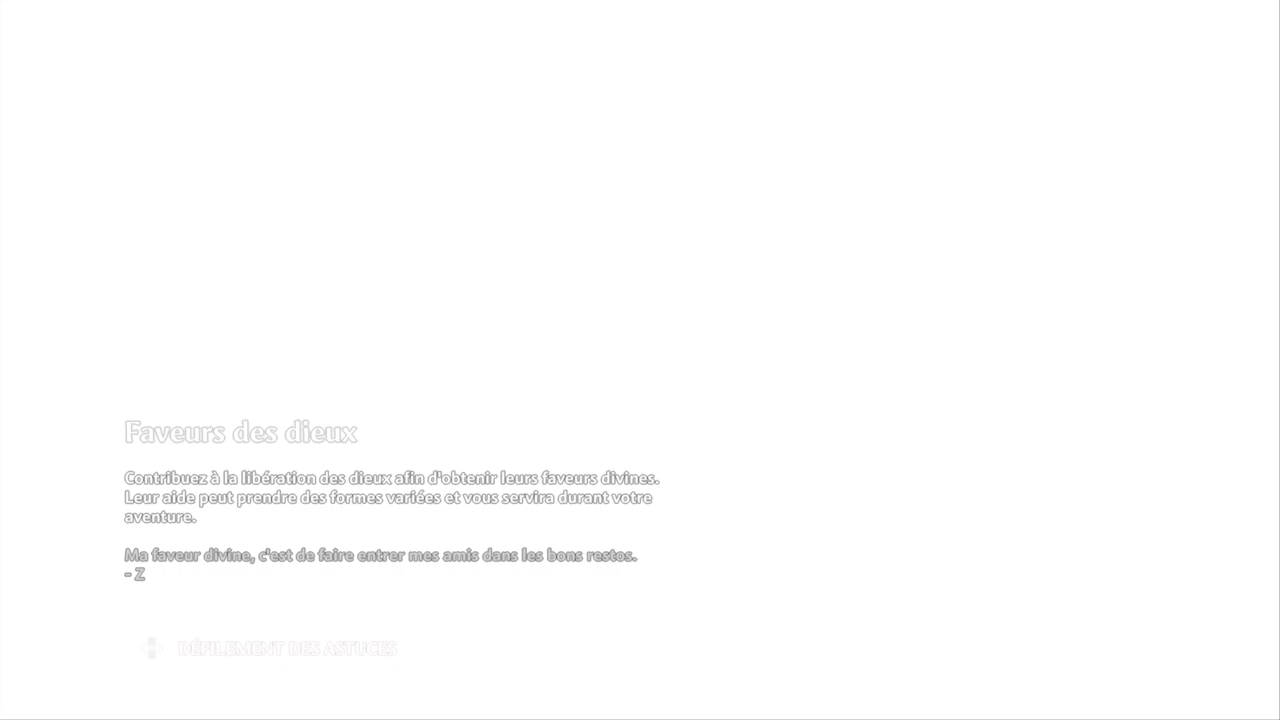 Faveurs des dieux
Contribuez à la libération des dieux afin d'obtenir leurs faveurs divines.
Leur aide peut prendre des formes variées et vous servira durant votre
aventure.
Ma faveur divine, c'est de faire entrer mes amis dans les bons restos.
- Z
DÉFILEMENT DES ASTUCES